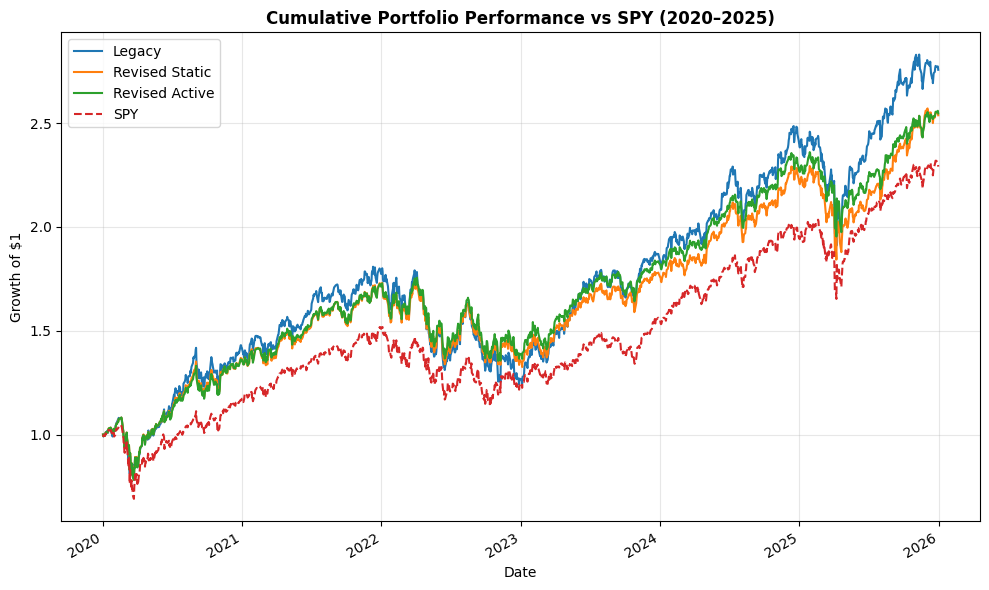 Cumulative Portfolio Performance vs SPY (2020–2025)
Legacy
Revised Static
Revised Active
SPY
Growth of $1
2.5
2.0
1.5
1.0
2020
2021
2022
2023
2024
2025
2026
Date